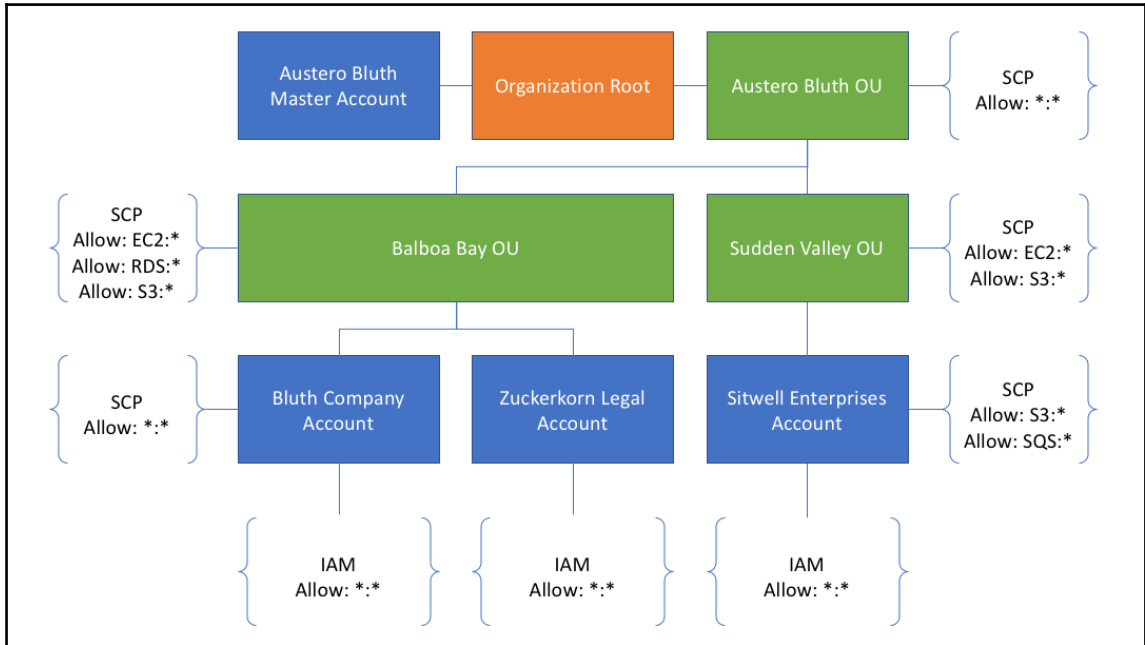 Austero Bluth
Master Account
Organization Root
Austero Bluth OU
SCP
Allow: *:*
SCP
Allow: EC2:*
Allow: RDS:*
Allow: S3:*
Balboa Bay OU
Sudden Valley OU
SCP
Allow: EC2:*
Allow: S3:*
SCP
Allow: *:*
Bluth Company
Account
Zuckerkorn Legal
Account
Sitwell Enterprises
Account
SCP
Allow: S3:*
Allow: SQS:*
IAM
Allow: *:*
IAM
Allow: *:*
IAM
Allow: *:*